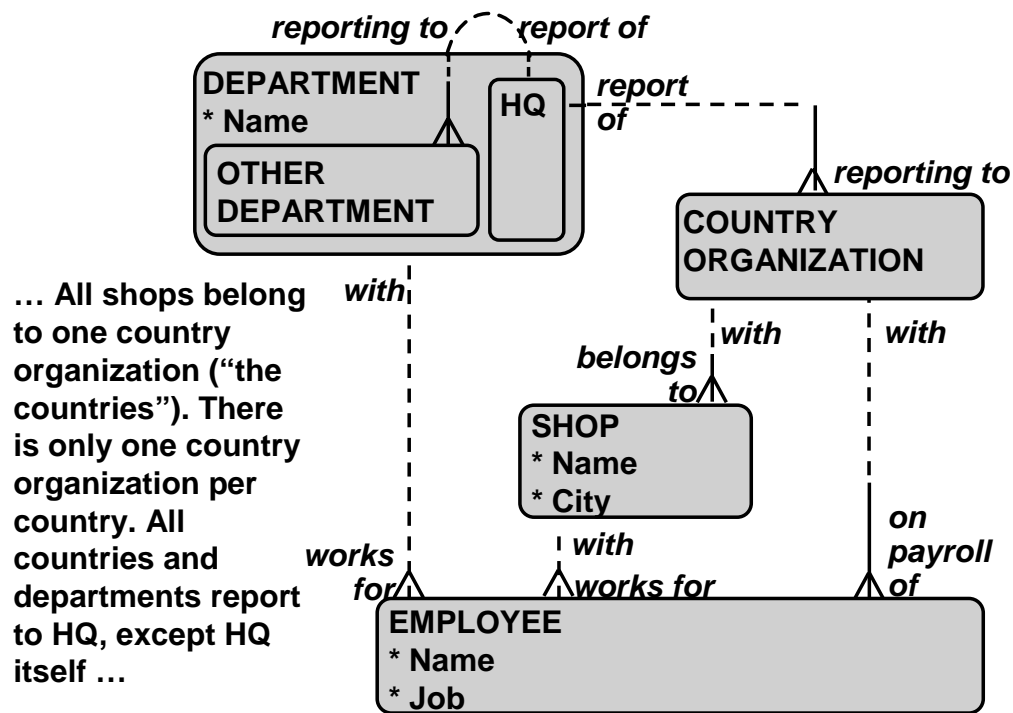 reporting to
report of
DEPARTMENT
* Name
HQ
report
of
OTHER
DEPARTMENT
reporting to
COUNTRY
ORGANIZATION
… All shops belong
to one country
organization (“the
countries”). There
is only one country
organization per
country. All
countries and
departments report
to HQ, except HQ
itself …
with
with
with
belongs
to
SHOP
* Name
* City
with
works
for
works for
on
payroll
of
EMPLOYEE
* Name
* Job